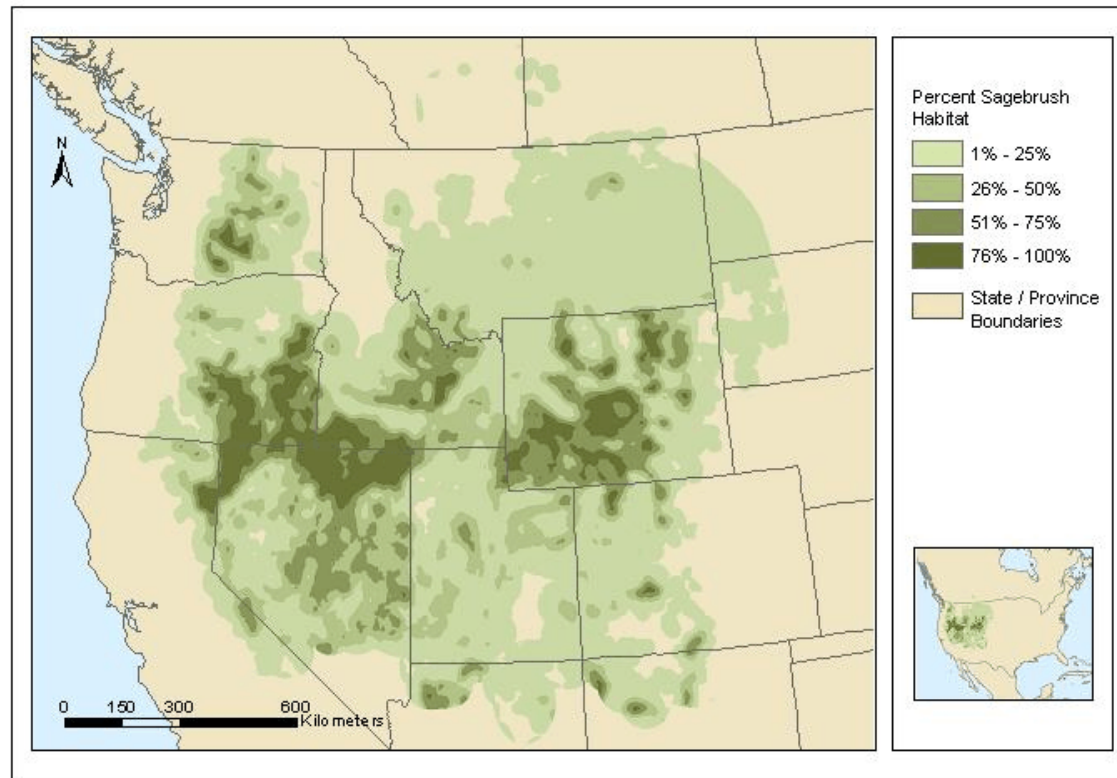 N
0 150 300 600
Kilometers
Percent Sagebrush
Habitat
1% - 25%
26% - 50%
51% - 75%
76% - 100%
State / Province
Boundaries